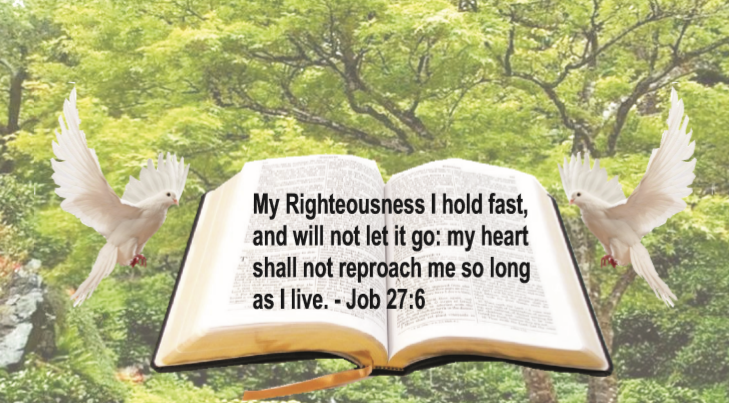 My Righteousness I hold fast,
and will not let it go: my heart
shall not reproach me so long
as I live. - Job 27:6